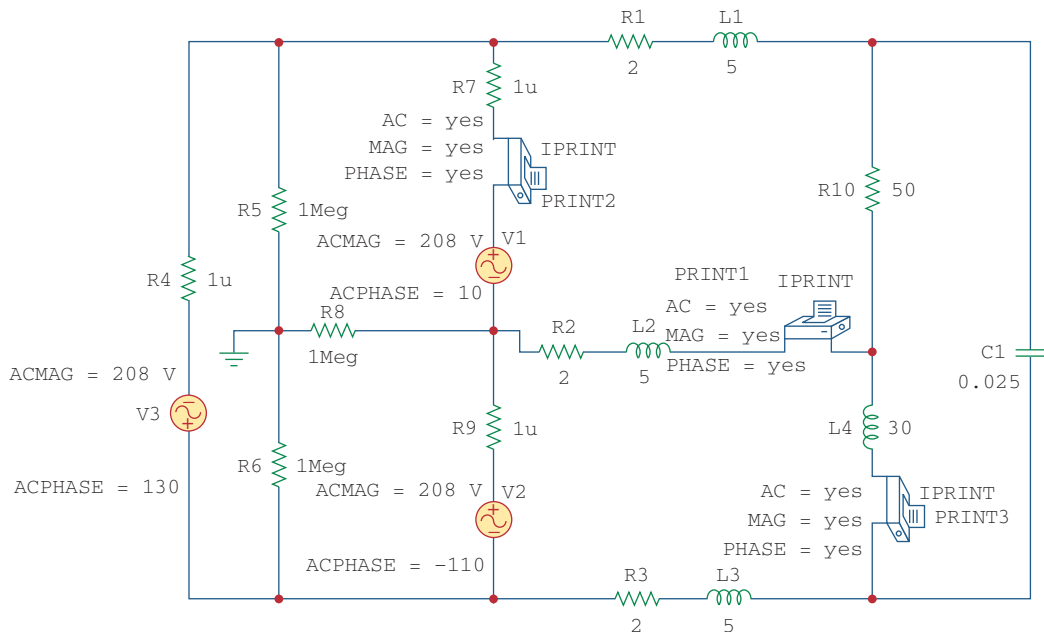 R1
L1
2
5
R7
1u
AC = yes
MAG = yes
PHASE = yes
IPRINT
PRINT2
R10
50
R5
1Meg
ACMAG = 208 V
V1
R4
1u
ACPHASE = 10
PRINT1
IPRINT
AC = yes
MAG = yes
PHASE = yes
R8
1Meg
R2
L2
2
5
C1
0.025
ACMAG = 208 V
V3
R9
1u
L4
30
R6
1Meg
ACPHASE = 130
ACMAG = 208 V
V2
AC = yes
MAG = yes
PHASE = yes
IPRINT
PRINT3
ACPHASE = −110
R3
L3
2
5